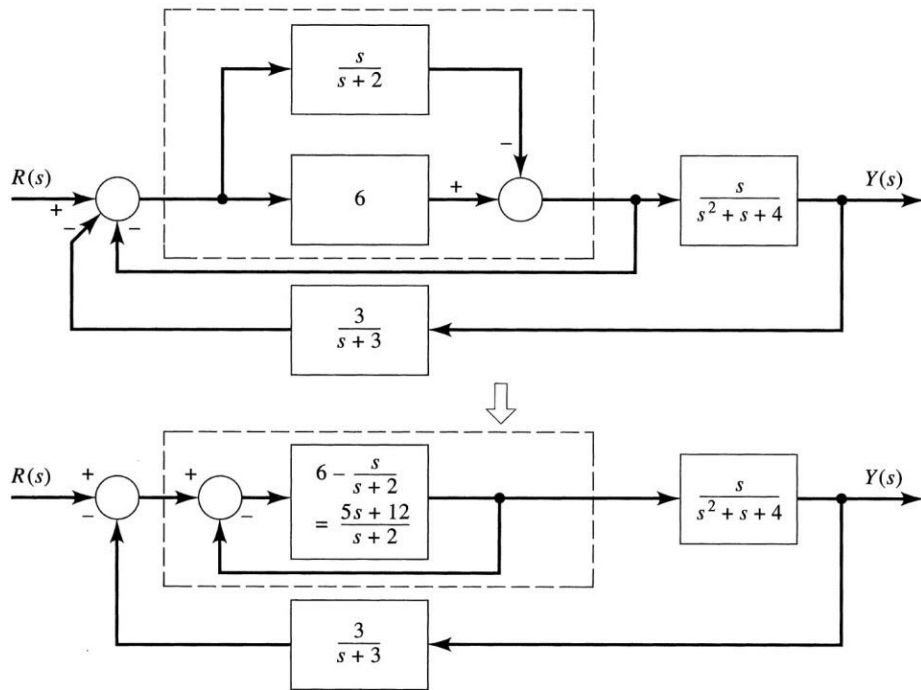 s
s + 2
−
R(s)
+
−
−
6
+
s
s² + s + 4
Y(s)
3
s + 3
R(s)
+
−
+
−
6 − s
s + 2
= 5s + 12
s + 2
s
s² + s + 4
Y(s)
3
s + 3